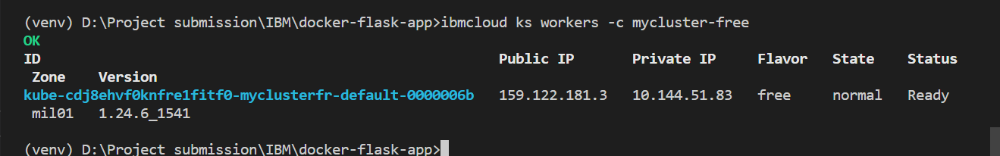 (venv) D:\Project submission\IBM\docker-flask-app>ibmcloud ks workers -c mycluster-free
OK
ID Public IP Private IP Flavor State Status
Zone Version
kube-cdj8ehvf0knfre1fitf0-myclusterfr-default-0000006b 159.122.181.3 10.144.51.83 free normal Ready
mil01 1.24.6_1541
(venv) D:\Project submission\IBM\docker-flask-app>